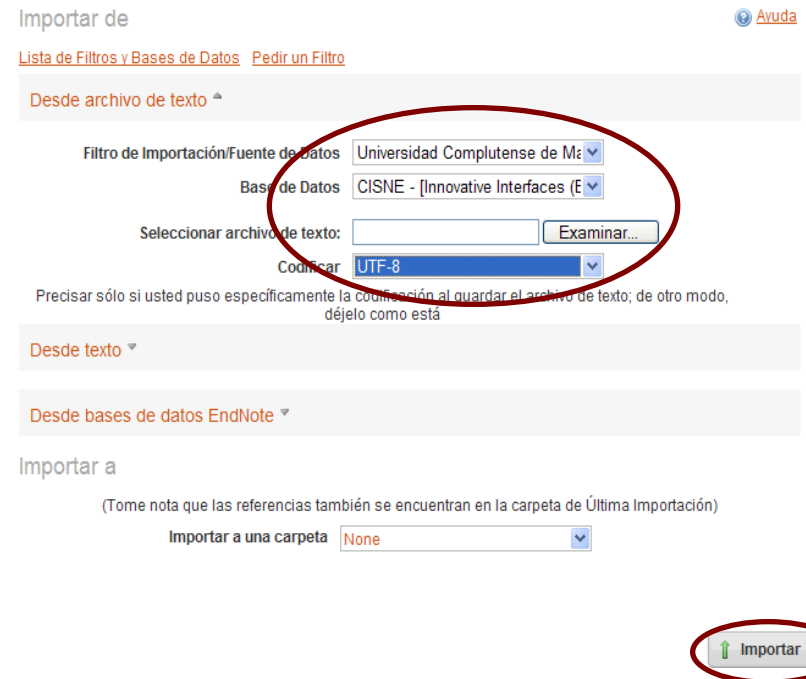 Importar de
Ayuda
Lista de Filtros y Bases de Datos Pedir un Filtro
Desde archivo de texto
Filtro de Importación/Fuente de Datos Universidad Complutense de Ma
Base de Datos CISNE - [Innovative Interfaces (E
Seleccionar archivo de texto: Examinar...
Codificar UTF-8
Precisar sólo si usted puso específicamente la codificación al guardar el archivo de texto; de otro modo,
déjelo como está
Desde texto
Desde bases de datos EndNote
Importar a
(Tome nota que las referencias también se encuentran en la carpeta de Última Importación)
Importar a una carpeta None
Importar